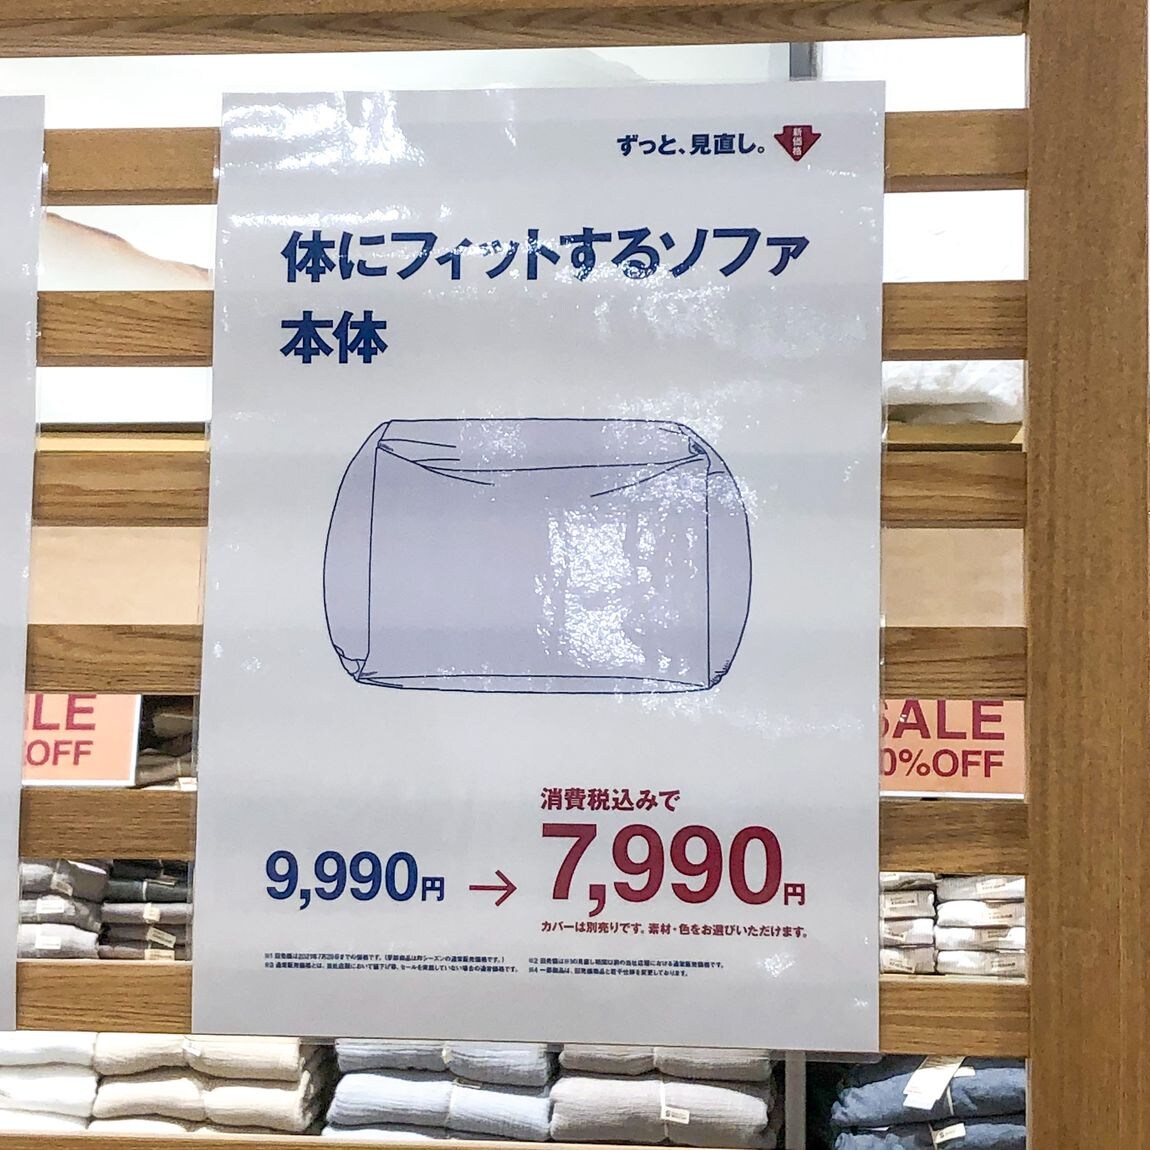 ずっと、見直し。
新価格
体にフィットするソファ
本体
LE
OFF
SALE
0%OFF
消費税込みで
9,990円 → 7,990円
カバーは別売りです。素材・色をお選びいただけます。